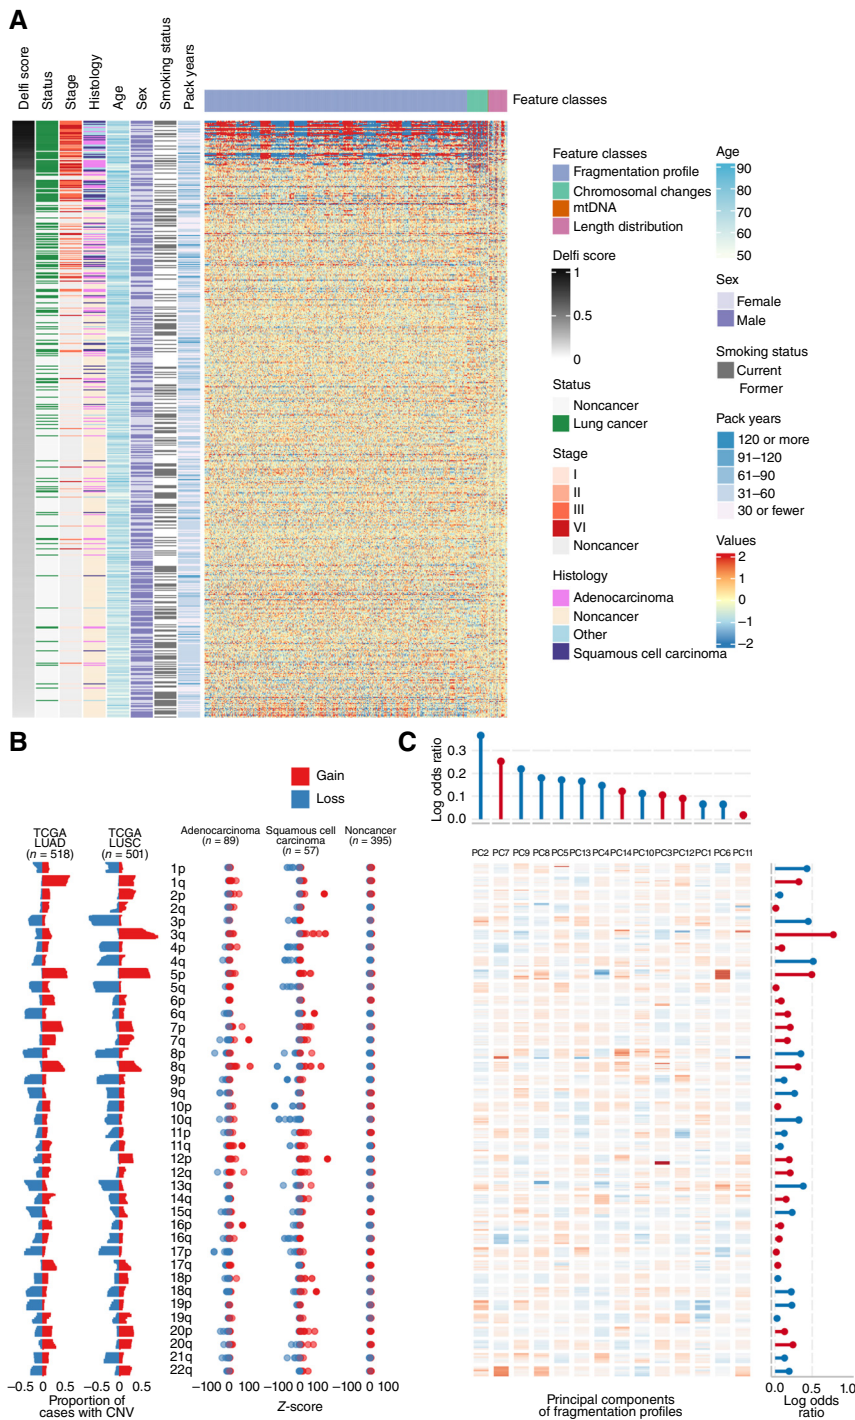 A
Delfi score
Status
Stage
Histology
Age
Sex
Smoking status
Pack years
Feature classes
Feature classes
Fragmentation profile
Chromosomal changes
mtDNA
Length distribution
Delfi score
1
0.5
0
Status
Noncancer
Lung cancer
Stage
I
II
III
VI
Noncancer
Histology
Adenocarcinoma
Noncancer
Other
Squamous cell carcinoma
Age
90
80
70
60
50
Sex
Female
Male
Smoking status
Current
Former
Pack years
120 or more
91–120
61–90
31–60
30 or fewer
Values
2
1
0
−1
−2
B
Gain
Loss
TCGA
LUAD
(n = 518)
TCGA
LUSC
(n = 501)
Adenocarcinoma
(n = 89)
Squamous cell
carcinoma
(n = 57)
Noncancer
(n = 395)
1p
1q
2p
2q
3p
3q
4p
4q
5p
5q
6p
6q
7p
7q
8p
8q
9p
9q
10p
10q
11p
11q
12p
12q
13q
14q
15q
16p
16q
17p
17q
18p
18q
19p
19q
20p
20q
21q
22q
−0.5 0 0.5 −0.5 0 0.5
Proportion of
cases with CNV
−100 0 100 −100 0 100 −100 0 100
Z-score
C
Log odds ratio
0.3
0.2
0.1
0.0
PC2 PC7 PC9 PC8 PC5 PC13 PC4 PC14 PC10 PC3 PC12 PC1 PC6 PC11
Principal components
of fragmentation profiles
0.0 0.5 1.0
Log odds
ratio